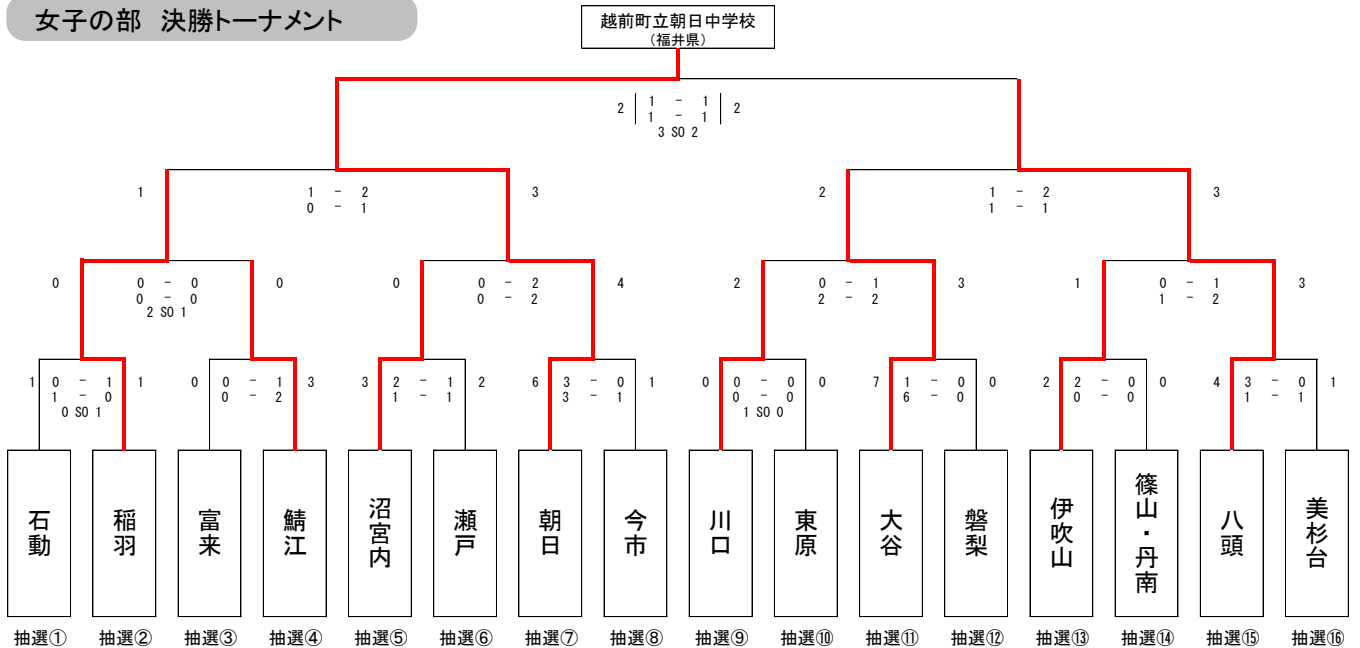 女子の部 決勝トーナメント
越前町立朝日中学校
(福井県)
2 1 - 1 2
1 - 1
3 SO 2
1 1 - 2 3
0 - 1
2 1 - 2 3
1 - 1
0 0 - 0 0
0 - 0
2 SO 1
0 0 - 2 4
0 - 2
2 0 - 1 3
2 - 2
1 0 - 1 3
1 - 2
1 0 - 1 1
1 - 0
0 SO 1
0 0 - 1 3
0 - 2
3 2 - 1 2
1 - 1
6 3 - 0 1
3 - 1
0 0 - 0 0
0 - 0
1 SO 0
7 1 - 0 0
6 - 0
2 2 - 0 0
0 - 0
4 3 - 0 1
1 - 1
石動
稲羽
富来
鯖江
沼宮内
瀬戸
朝日
今市
川口
東原
大谷
磐梨
伊吹山
篠山・丹南
八頭
美杉台
抽選①
抽選②
抽選③
抽選④
抽選⑤
抽選⑥
抽選⑦
抽選⑧
抽選⑨
抽選⑩
抽選⑪
抽選⑫
抽選⑬
抽選⑭
抽選⑮
抽選⑯